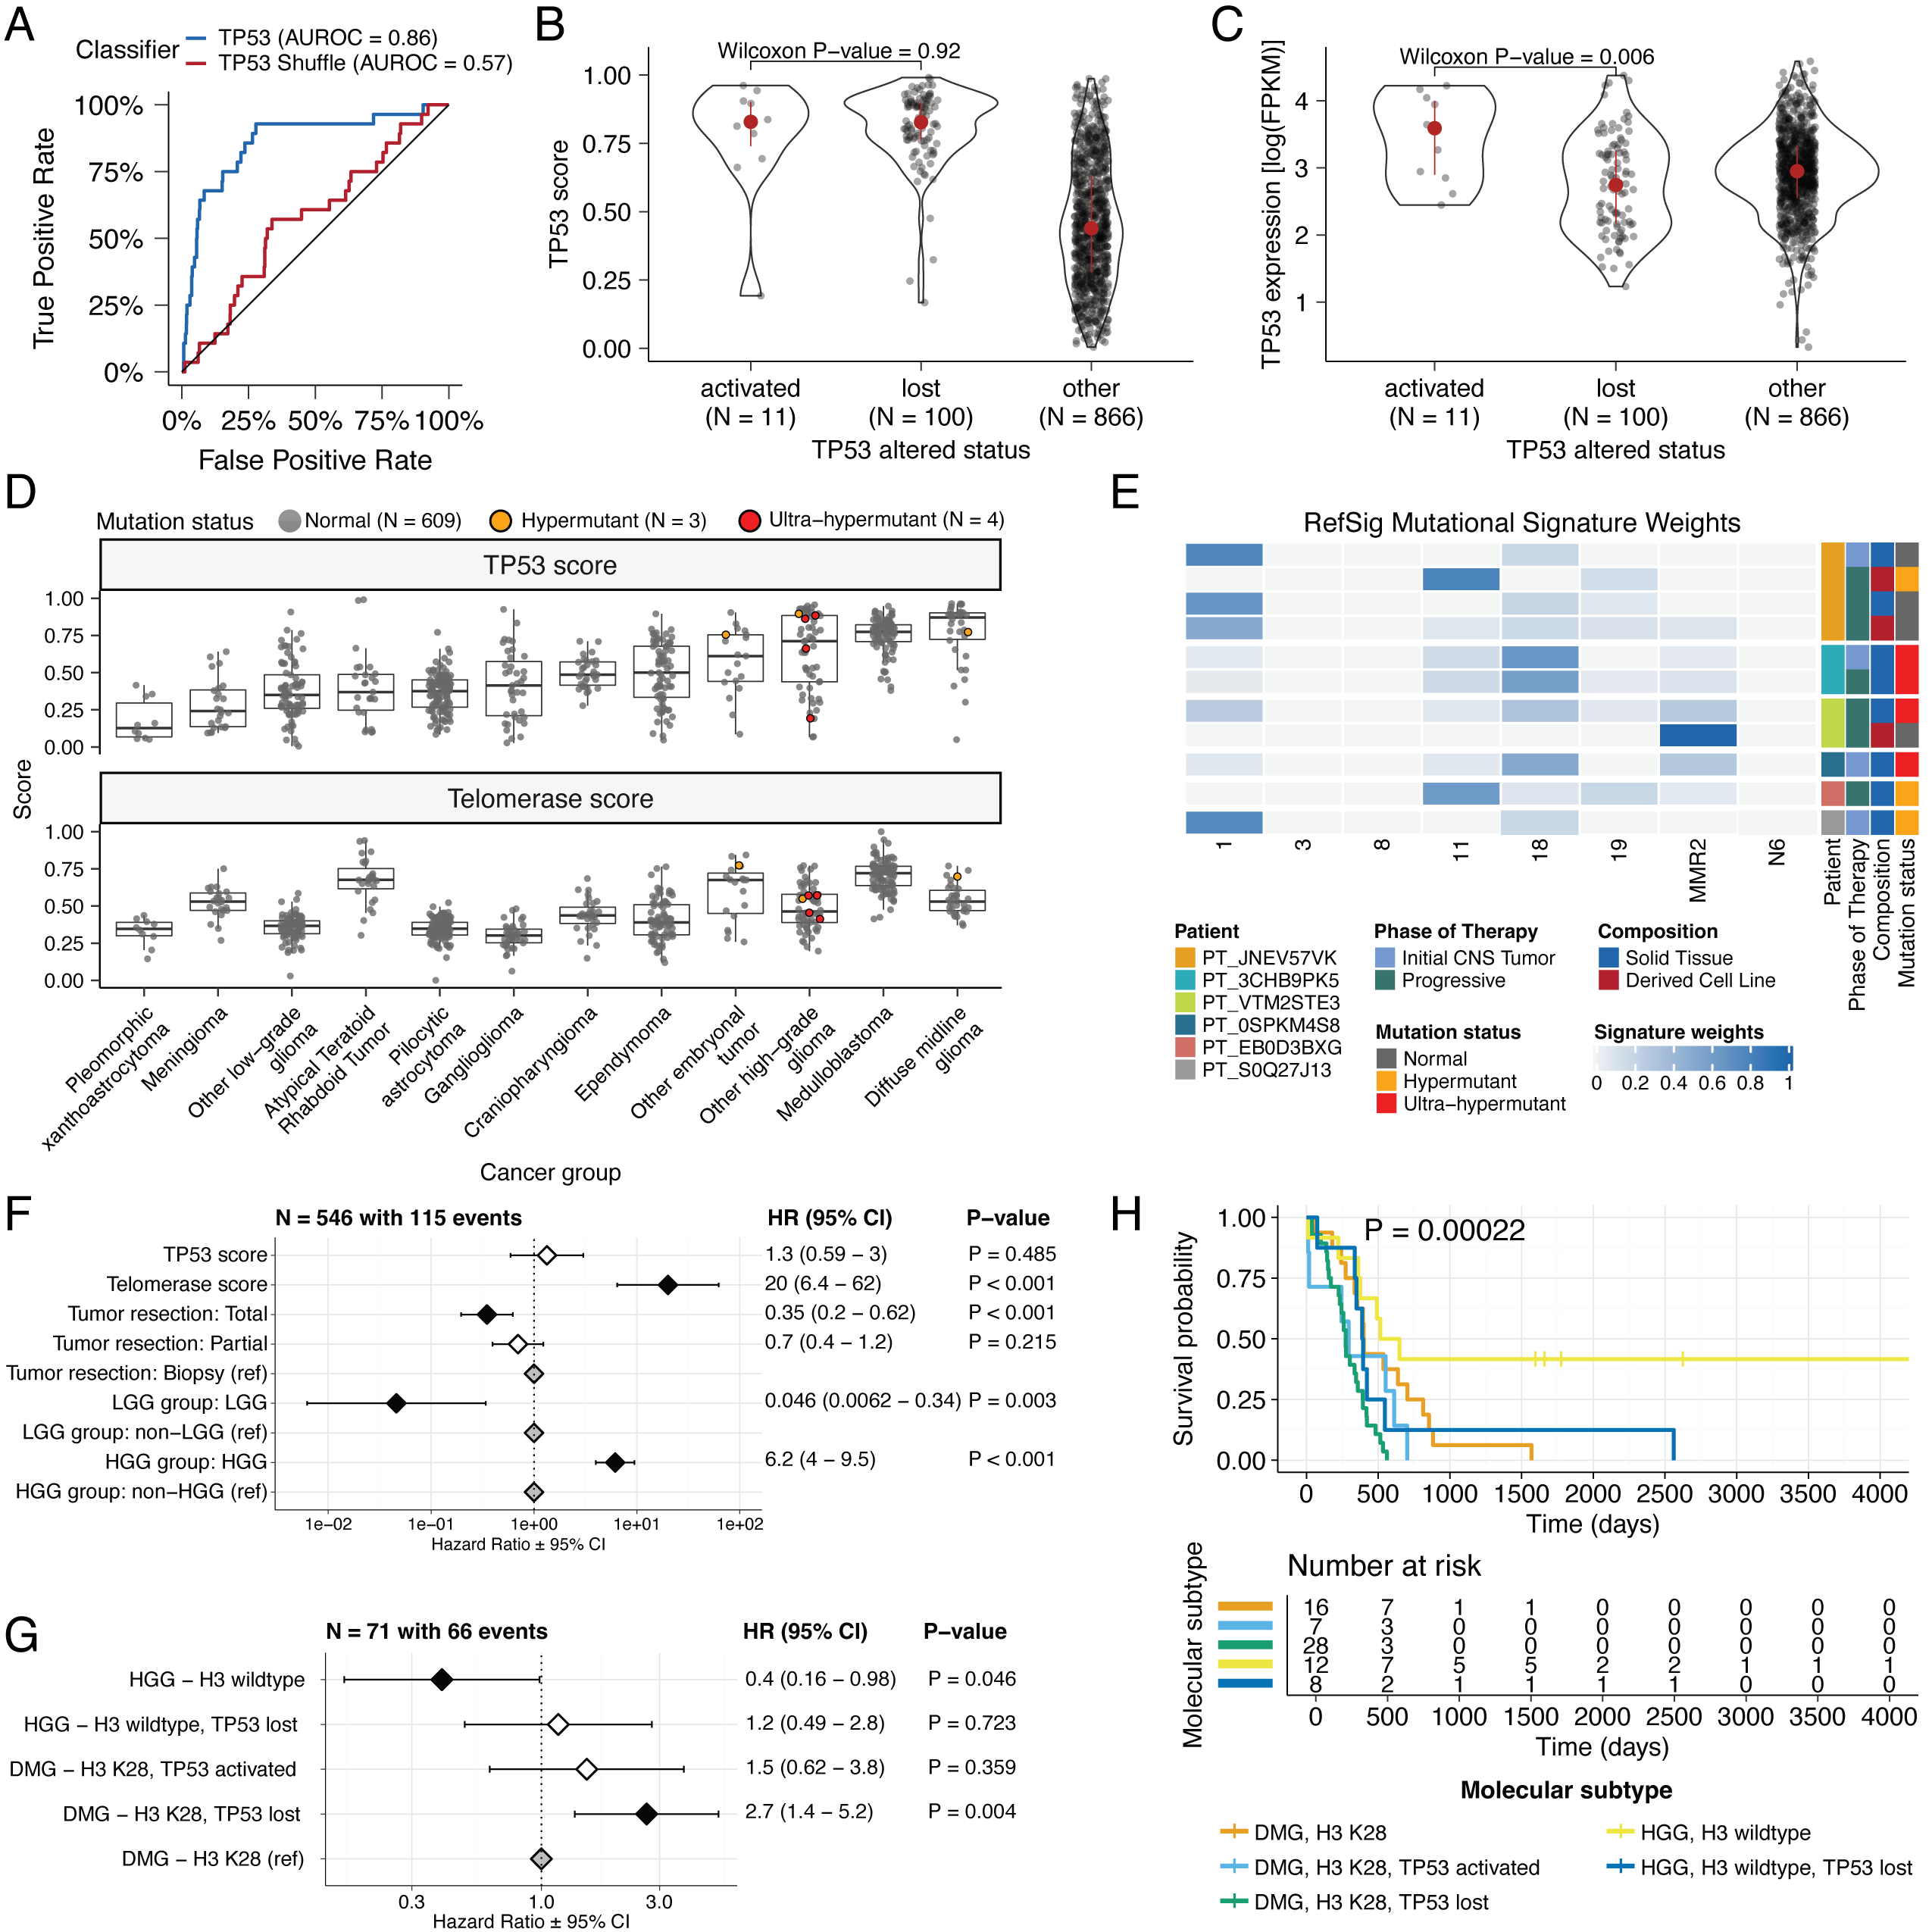 A
Classifier
TP53 (AUROC = 0.86)
TP53 Shuffle (AUROC = 0.57)
100%
75%
50%
25%
0%
True Positive Rate
0% 25% 50% 75% 100%
False Positive Rate
B
Wilcoxon P−value = 0.92
1.00
0.75
0.50
0.25
0.00
TP53 score
activated (N = 11)
lost (N = 100)
other (N = 866)
TP53 altered status
C
Wilcoxon P−value = 0.006
4
3
2
1
TP53 expression [log(FPKM)]
activated (N = 11)
lost (N = 100)
other (N = 866)
TP53 altered status
D
Mutation status Normal (N = 609) Hypermutant (N = 3) Ultra−hypermutant (N = 4)
TP53 score
1.00
0.75
0.50
0.25
0.00
Score
Telomerase score
1.00
0.75
0.50
0.25
0.00
Pleomorphic xanthoastrocytoma
Meningioma
Other low−grade glioma
Atypical Teratoid Rhabdoid Tumor
Pilocytic astrocytoma
Ganglioglioma
Craniopharyngioma
Ependymoma
Other embryonal tumor
Other high−grade glioma
Medulloblastoma
Diffuse midline glioma
Cancer group
E
RefSig Mutational Signature Weights
1 3 8 11 18 19 MMR2 N6
Patient
Phase of Therapy
Composition
Mutation status
Patient
PT_JNEV57VK
PT_3CHB9PK5
PT_VTM2STE3
PT_0SPKM4S8
PT_EB0D3BXG
PT_S0Q27J13
Phase of Therapy
Initial CNS Tumor
Progressive
Composition
Solid Tissue
Derived Cell Line
Mutation status
Normal
Hypermutant
Ultra−hypermutant
Signature weights
0 0.2 0.4 0.6 0.8 1
F
N = 546 with 115 events HR (95% CI) P−value
TP53 score 1.3 (0.59 − 3) P = 0.485
Telomerase score 20 (6.4 − 62) P < 0.001
Tumor resection: Total 0.35 (0.2 − 0.62) P < 0.001
Tumor resection: Partial 0.7 (0.4 − 1.2) P = 0.215
Tumor resection: Biopsy (ref)
LGG group: LGG 0.046 (0.0062 − 0.34) P = 0.003
LGG group: non−LGG (ref)
HGG group: HGG 6.2 (4 − 9.5) P < 0.001
HGG group: non−HGG (ref)
1e−02 1e−01 1e+00 1e+01 1e+02
Hazard Ratio ± 95% CI
G
N = 71 with 66 events HR (95% CI) P−value
HGG − H3 wildtype 0.4 (0.16 − 0.98) P = 0.046
HGG − H3 wildtype, TP53 lost 1.2 (0.49 − 2.8) P = 0.723
DMG − H3 K28, TP53 activated 1.5 (0.62 − 3.8) P = 0.359
DMG − H3 K28, TP53 lost 2.7 (1.4 − 5.2) P = 0.004
DMG − H3 K28 (ref)
0.3 1.0 3.0
Hazard Ratio ± 95% CI
H
P = 0.00022
1.00
0.75
0.50
0.25
0.00
Survival probability
0 500 1000 1500 2000 2500 3000 3500 4000
Time (days)
Number at risk
Molecular subtype
16 7 1 1 0 0 0 0 0
7 3 0 0 0 0 0 0 0
28 3 0 0 0 0 0 0 0
12 7 5 5 2 2 1 1 1
8 2 1 1 1 1 0 0 0
0 500 1000 1500 2000 2500 3000 3500 4000
Time (days)
Molecular subtype
DMG, H3 K28
DMG, H3 K28, TP53 activated
DMG, H3 K28, TP53 lost
HGG, H3 wildtype
HGG, H3 wildtype, TP53 lost